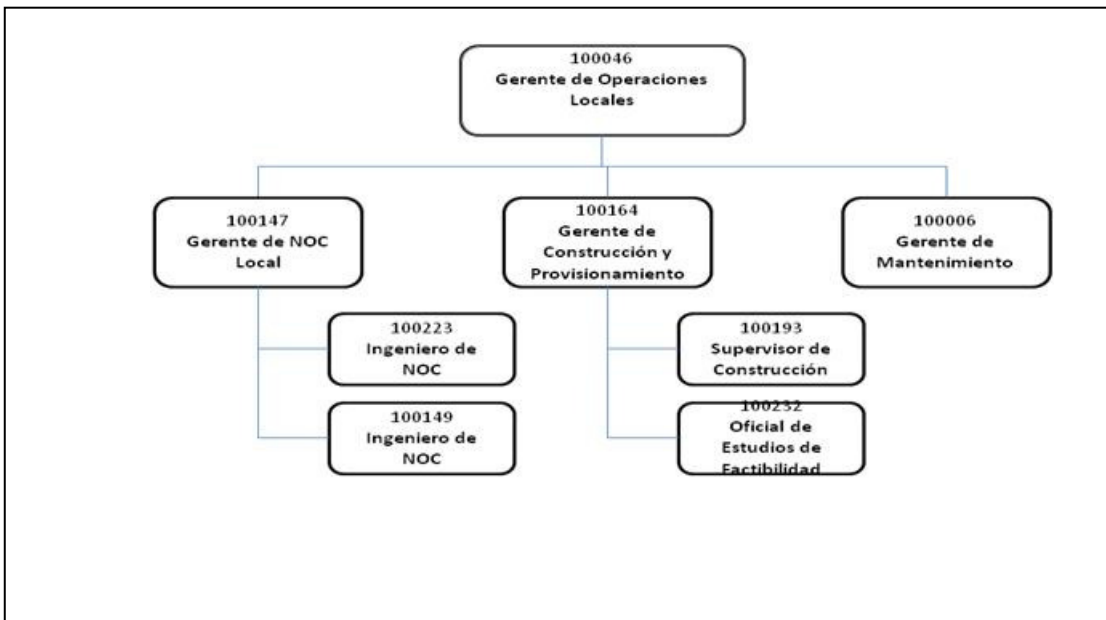 100046
Gerente de Operaciones
Locales
100147
Gerente de NOC
Local
100164
Gerente de
Construcción y
Provisionamiento
100006
Gerente de
Mantenimiento
100223
Ingeniero de
NOC
100193
Supervisor de
Construcción
100149
Ingeniero de
NOC
100232
Oficial de
Estudios de
Factibilidad